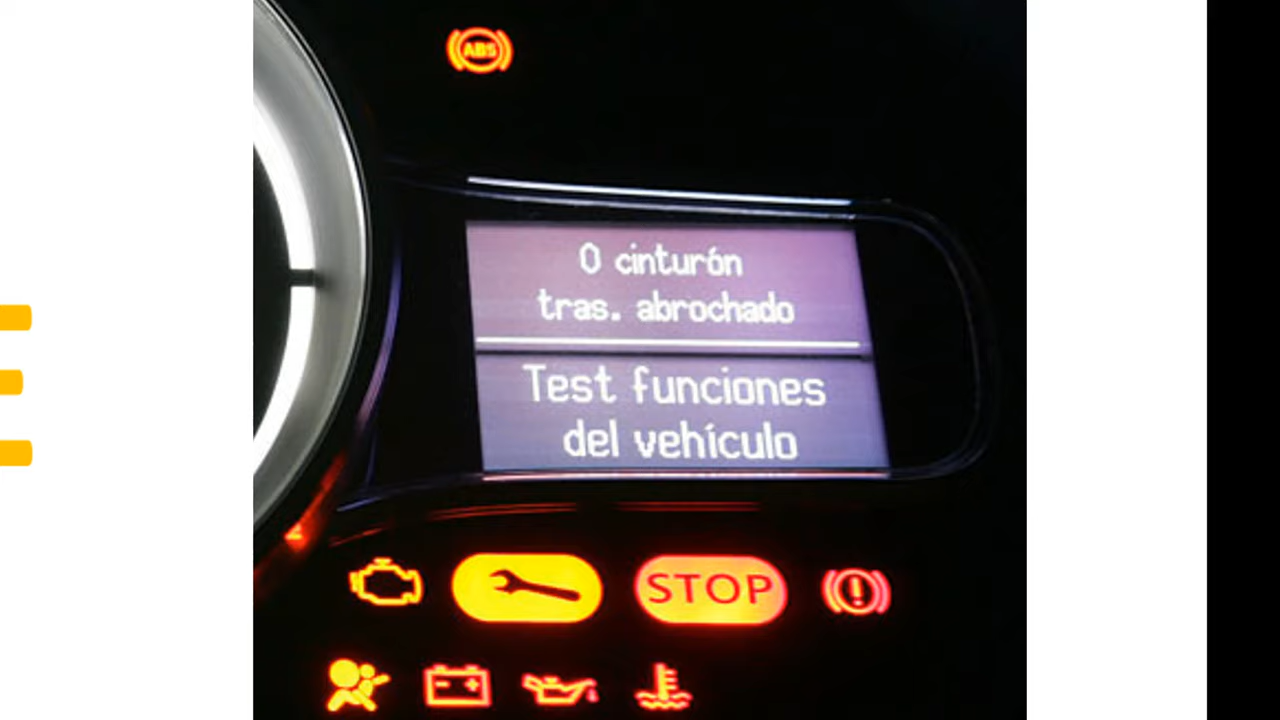 ABS
0 cinturón
tras. abrochado
Test funciones
del vehículo
STOP